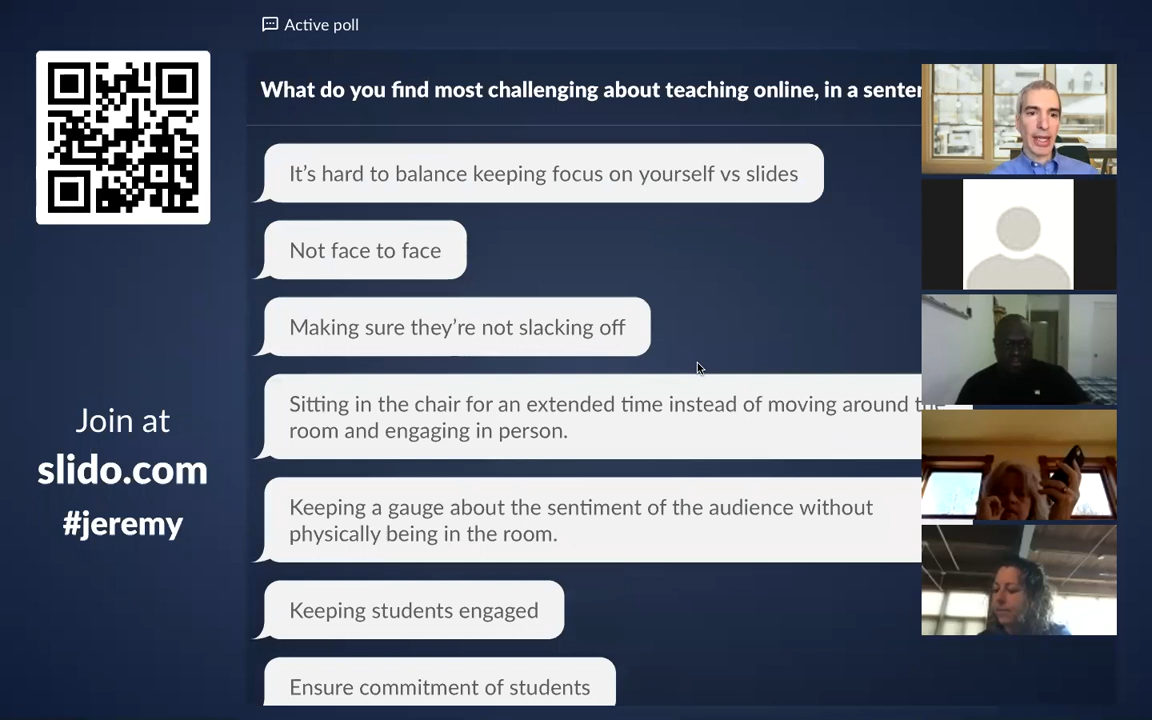 Active poll
What do you find most challenging about teaching online, in a senten
It's hard to balance keeping focus on yourself vs slides
Not face to face
Making sure they're not slacking off
Sitting in the chair for an extended time instead of moving around the
room and engaging in person.
Keeping a gauge about the sentiment of the audience without
physically being in the room.
Keeping students engaged
Ensure commitment of students
Join at
slido.com
#jeremy